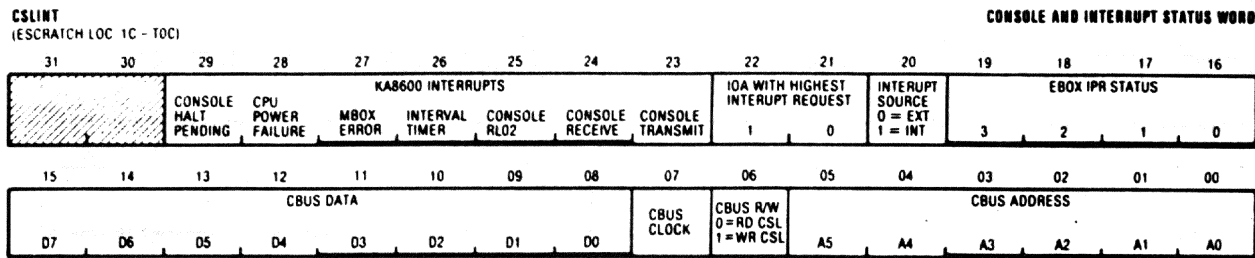 CSLINT CONSOLE AND INTERRUPT STATUS WORD
(ESCRATCH LOC 1C - TOC)
31 30 29 28 27 26 25 24 23 22 21 20 19 18 17 16
KA8600 INTERRUPTS
CONSOLE HALT PENDING
CPU POWER FAILURE
MBOX ERROR
INTERVAL TIMER
CONSOLE RL02
CONSOLE RECEIVE
CONSOLE TRANSMIT
IOA WITH HIGHEST
INTERUPT REQUEST
1 0
INTERUPT
SOURCE
0 = EXT
1 = INT
EBOX IPR STATUS
3 2 1 0
15 14 13 12 11 10 09 08 07 06 05 04 03 02 01 00
CBUS DATA
D7 D6 D5 D4 D3 D2 D1 D0
CBUS
CLOCK
CBUS R/W
0 = RD CSL
1 = WR CSL
CBUS ADDRESS
A5 A4 A3 A2 A1 A0